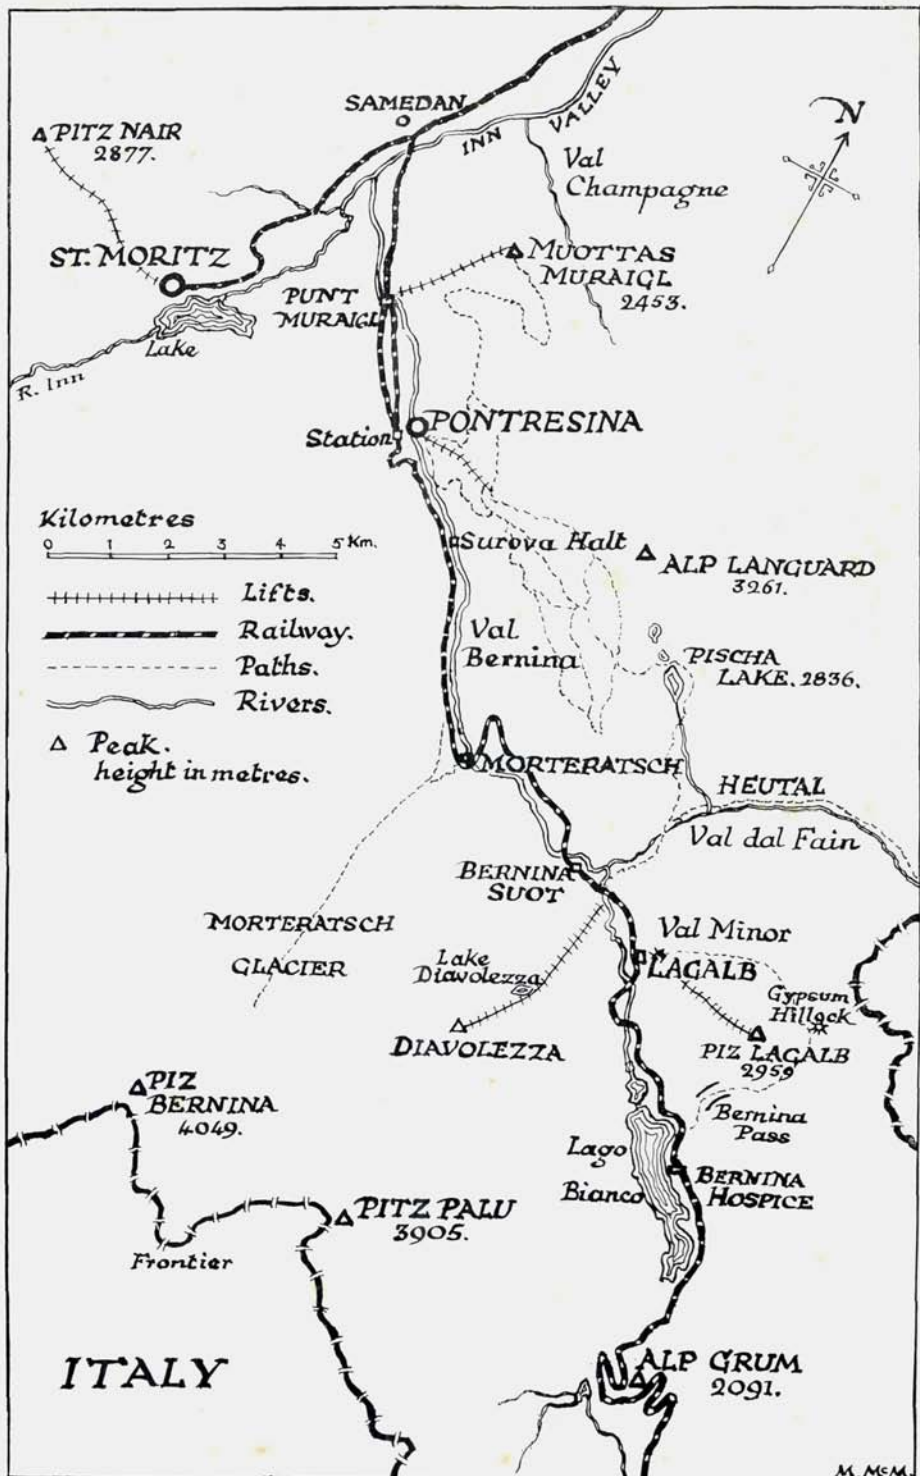 SAMEDAN
PITZ NAIR
2877.
INN VALLEY
N
Val
Champagne
ST. MORITZ
MUOTTAS
MURAIGL
2453.
PUNT
MURAIGL
Lake
R. Inn
Station
PONTRESINA
Kilometres
0 1 2 3 4 5 Km.
Surova Halt
ALP LANGUARD
3261.
Lifts.
Railway.
Paths.
Rivers.
Peak.
height in metres.
Val
Bernina
PISCHA
LAKE. 2836.
MORTERATSCH
HEUTAL
Val dal Fain
BERNINA
SUOT
MORTERATSCH
GLACIER
Lake
Diavolezza
Val Minor
LAGALB
Gypsum
Hillock
DIAVOLEZZA
PIZ LAGALB
2959
PIZ
BERNINA
4049.
Bernina
Pass
Lago
Bianco
BERNINA
HOSPICE
PITZ PALU
3905.
Frontier
ITALY
ALP GRUM
2091.
M. McM.